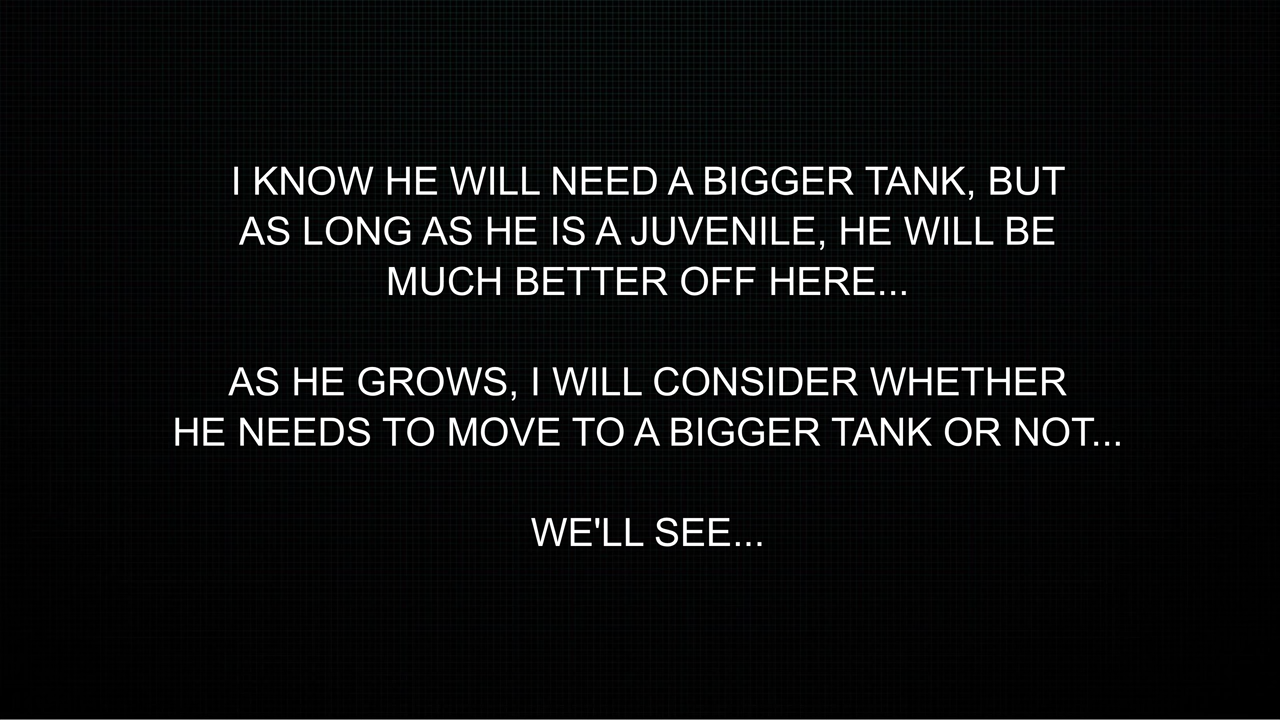 I KNOW HE WILL NEED A BIGGER TANK, BUT
AS LONG AS HE IS A JUVENILE, HE WILL BE
MUCH BETTER OFF HERE...
AS HE GROWS, I WILL CONSIDER WHETHER
HE NEEDS TO MOVE TO A BIGGER TANK OR NOT...
WE'LL SEE...